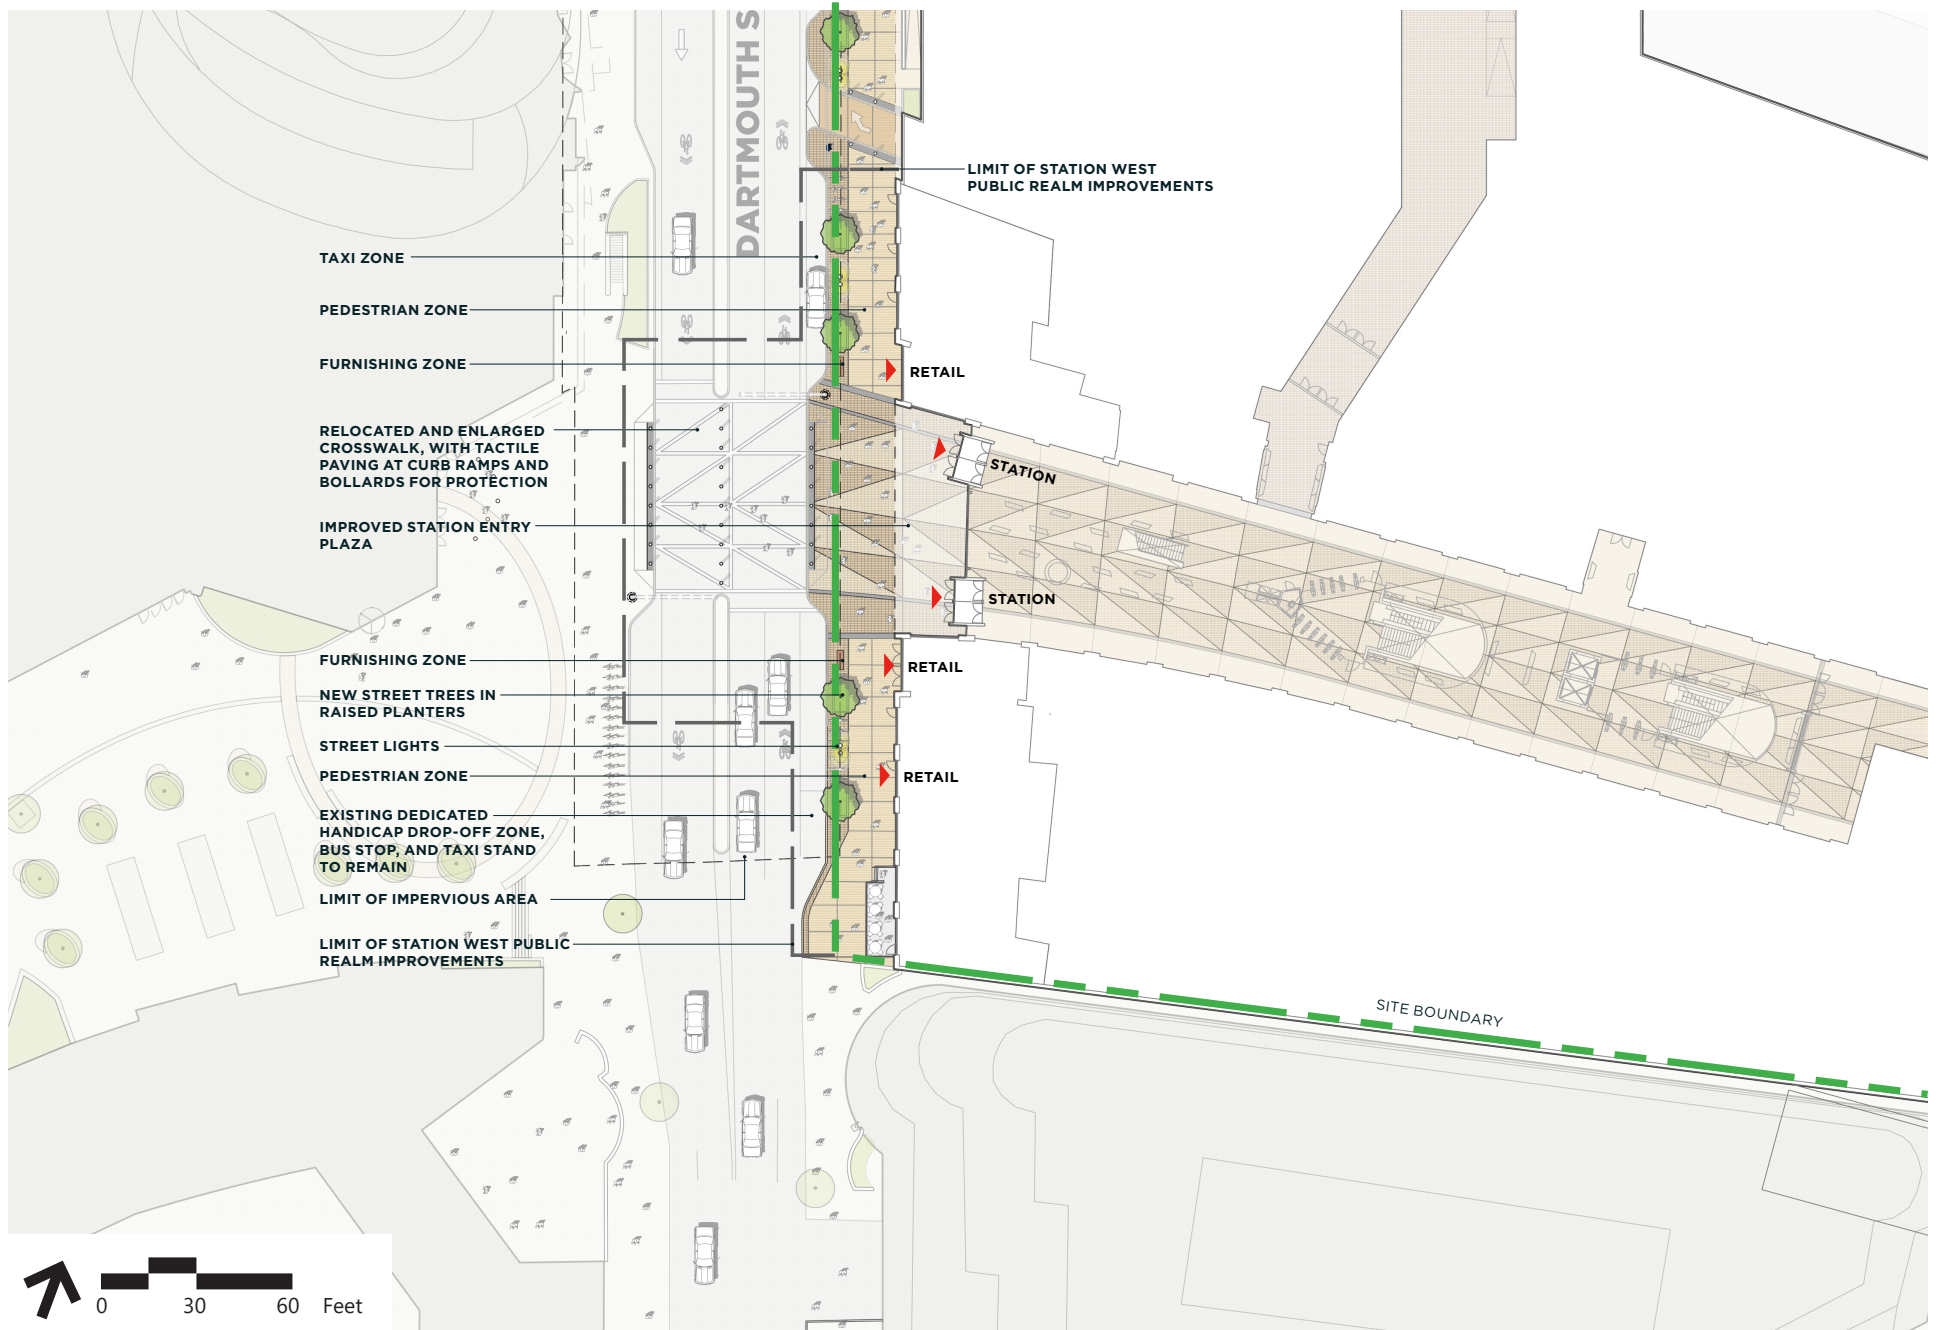 DARTMOUTH S
LIMIT OF STATION WEST
PUBLIC REALM IMPROVEMENTS
TAXI ZONE
PEDESTRIAN ZONE
FURNISHING ZONE
RETAIL
RELOCATED AND ENLARGED
CROSSWALK, WITH TACTILE
PAVING AT CURB RAMPS AND
BOLLARDS FOR PROTECTION
STATION
IMPROVED STATION ENTRY
PLAZA
STATION
FURNISHING ZONE
RETAIL
NEW STREET TREES IN
RAISED PLANTERS
STREET LIGHTS
PEDESTRIAN ZONE
RETAIL
EXISTING DEDICATED
HANDICAP DROP-OFF ZONE,
BUS STOP, AND TAXI STAND
TO REMAIN
LIMIT OF IMPERVIOUS AREA
LIMIT OF STATION WEST PUBLIC
REALM IMPROVEMENTS
SITE BOUNDARY
0 30 60 Feet